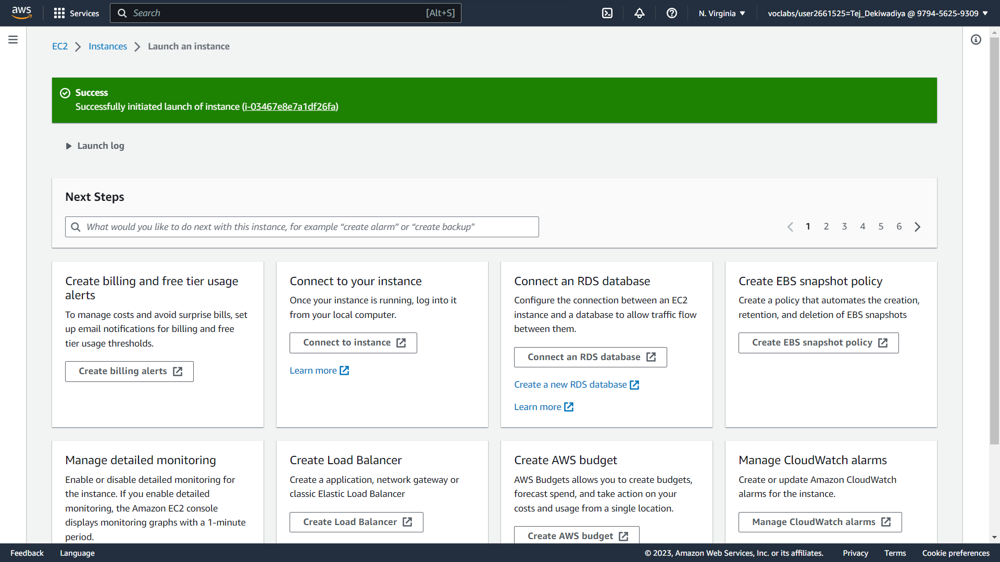 aws
Services
Search
[Alt+S]
N. Virginia
voclabs/user2661525=Tej_Dekiwadiya @ 9794-5625-9309
EC2
Instances
Launch an instance
Success
Successfully initiated launch of instance (i-03467e8e7a1df26fa)
Launch log
Next Steps
What would you like to do next with this instance, for example “create alarm” or “create backup"
1 2 3 4 5 6
Create billing and free tier usage
alerts
To manage costs and avoid surprise bills, set
up email notifications for billing and free
tier usage thresholds.
Create billing alerts
Connect to your instance
Once your instance is running, log into it
from your local computer.
Connect to instance
Learn more
Connect an RDS database
Configure the connection between an EC2
instance and a database to allow traffic flow
between them.
Connect an RDS database
Create a new RDS database
Learn more
Create EBS snapshot policy
Create a policy that automates the creation,
retention, and deletion of EBS snapshots
Create EBS snapshot policy
Manage detailed monitoring
Enable or disable detailed monitoring for
the instance. If you enable detailed
monitoring, the Amazon EC2 console
displays monitoring graphs with a 1-minute
period.
Create Load Balancer
Create a application, network gateway or
classic Elastic Load Balancer
Create Load Balancer
Create AWS budget
AWS Budgets allows you to create budgets,
forecast spend, and take action on your
costs and usage from a single location.
Create AWS budget
Manage CloudWatch alarms
Create or update Amazon CloudWatch
alarms for the instance.
Manage CloudWatch alarms
Feedback
Language
© 2023, Amazon Web Services, Inc. or its affiliates.
Privacy
Terms
Cookie preferences